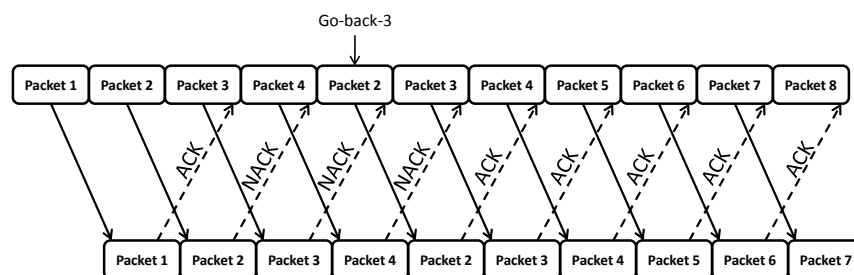 Go-back-3
Packet 1 Packet 2 Packet 3 Packet 4 Packet 2 Packet 3 Packet 4 Packet 5 Packet 6 Packet 7 Packet 8
ACK NACK NACK NACK ACK ACK ACK ACK ACK
Packet 1 Packet 2 Packet 3 Packet 4 Packet 2 Packet 3 Packet 4 Packet 5 Packet 6 Packet 7